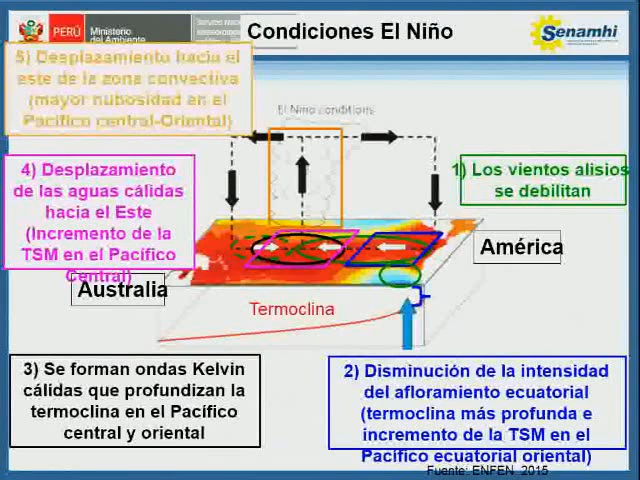 PERÚ
Ministerio
del Ambiente
Condiciones El Niño
Senamhi
5) Desplazamiento hacia el
este de la zona convectiva
(mayor nubosidad en el
Pacífico central-Oriental)
El Niño conditions
4) Desplazamiento
de las aguas cálidas
hacia el Este
(Incremento de la
TSM en el Pacífico
Central)
1) Los vientos alisios
se debilitan
América
Australia
Termoclina
3) Se forman ondas Kelvin
cálidas que profundizan la
termoclina en el Pacífico
central y oriental
2) Disminución de la intensidad
del afloramiento ecuatorial
(termoclina más profunda e
incremento de la TSM en el
Pacífico ecuatorial oriental)
Fuente: ENFEN, 2015